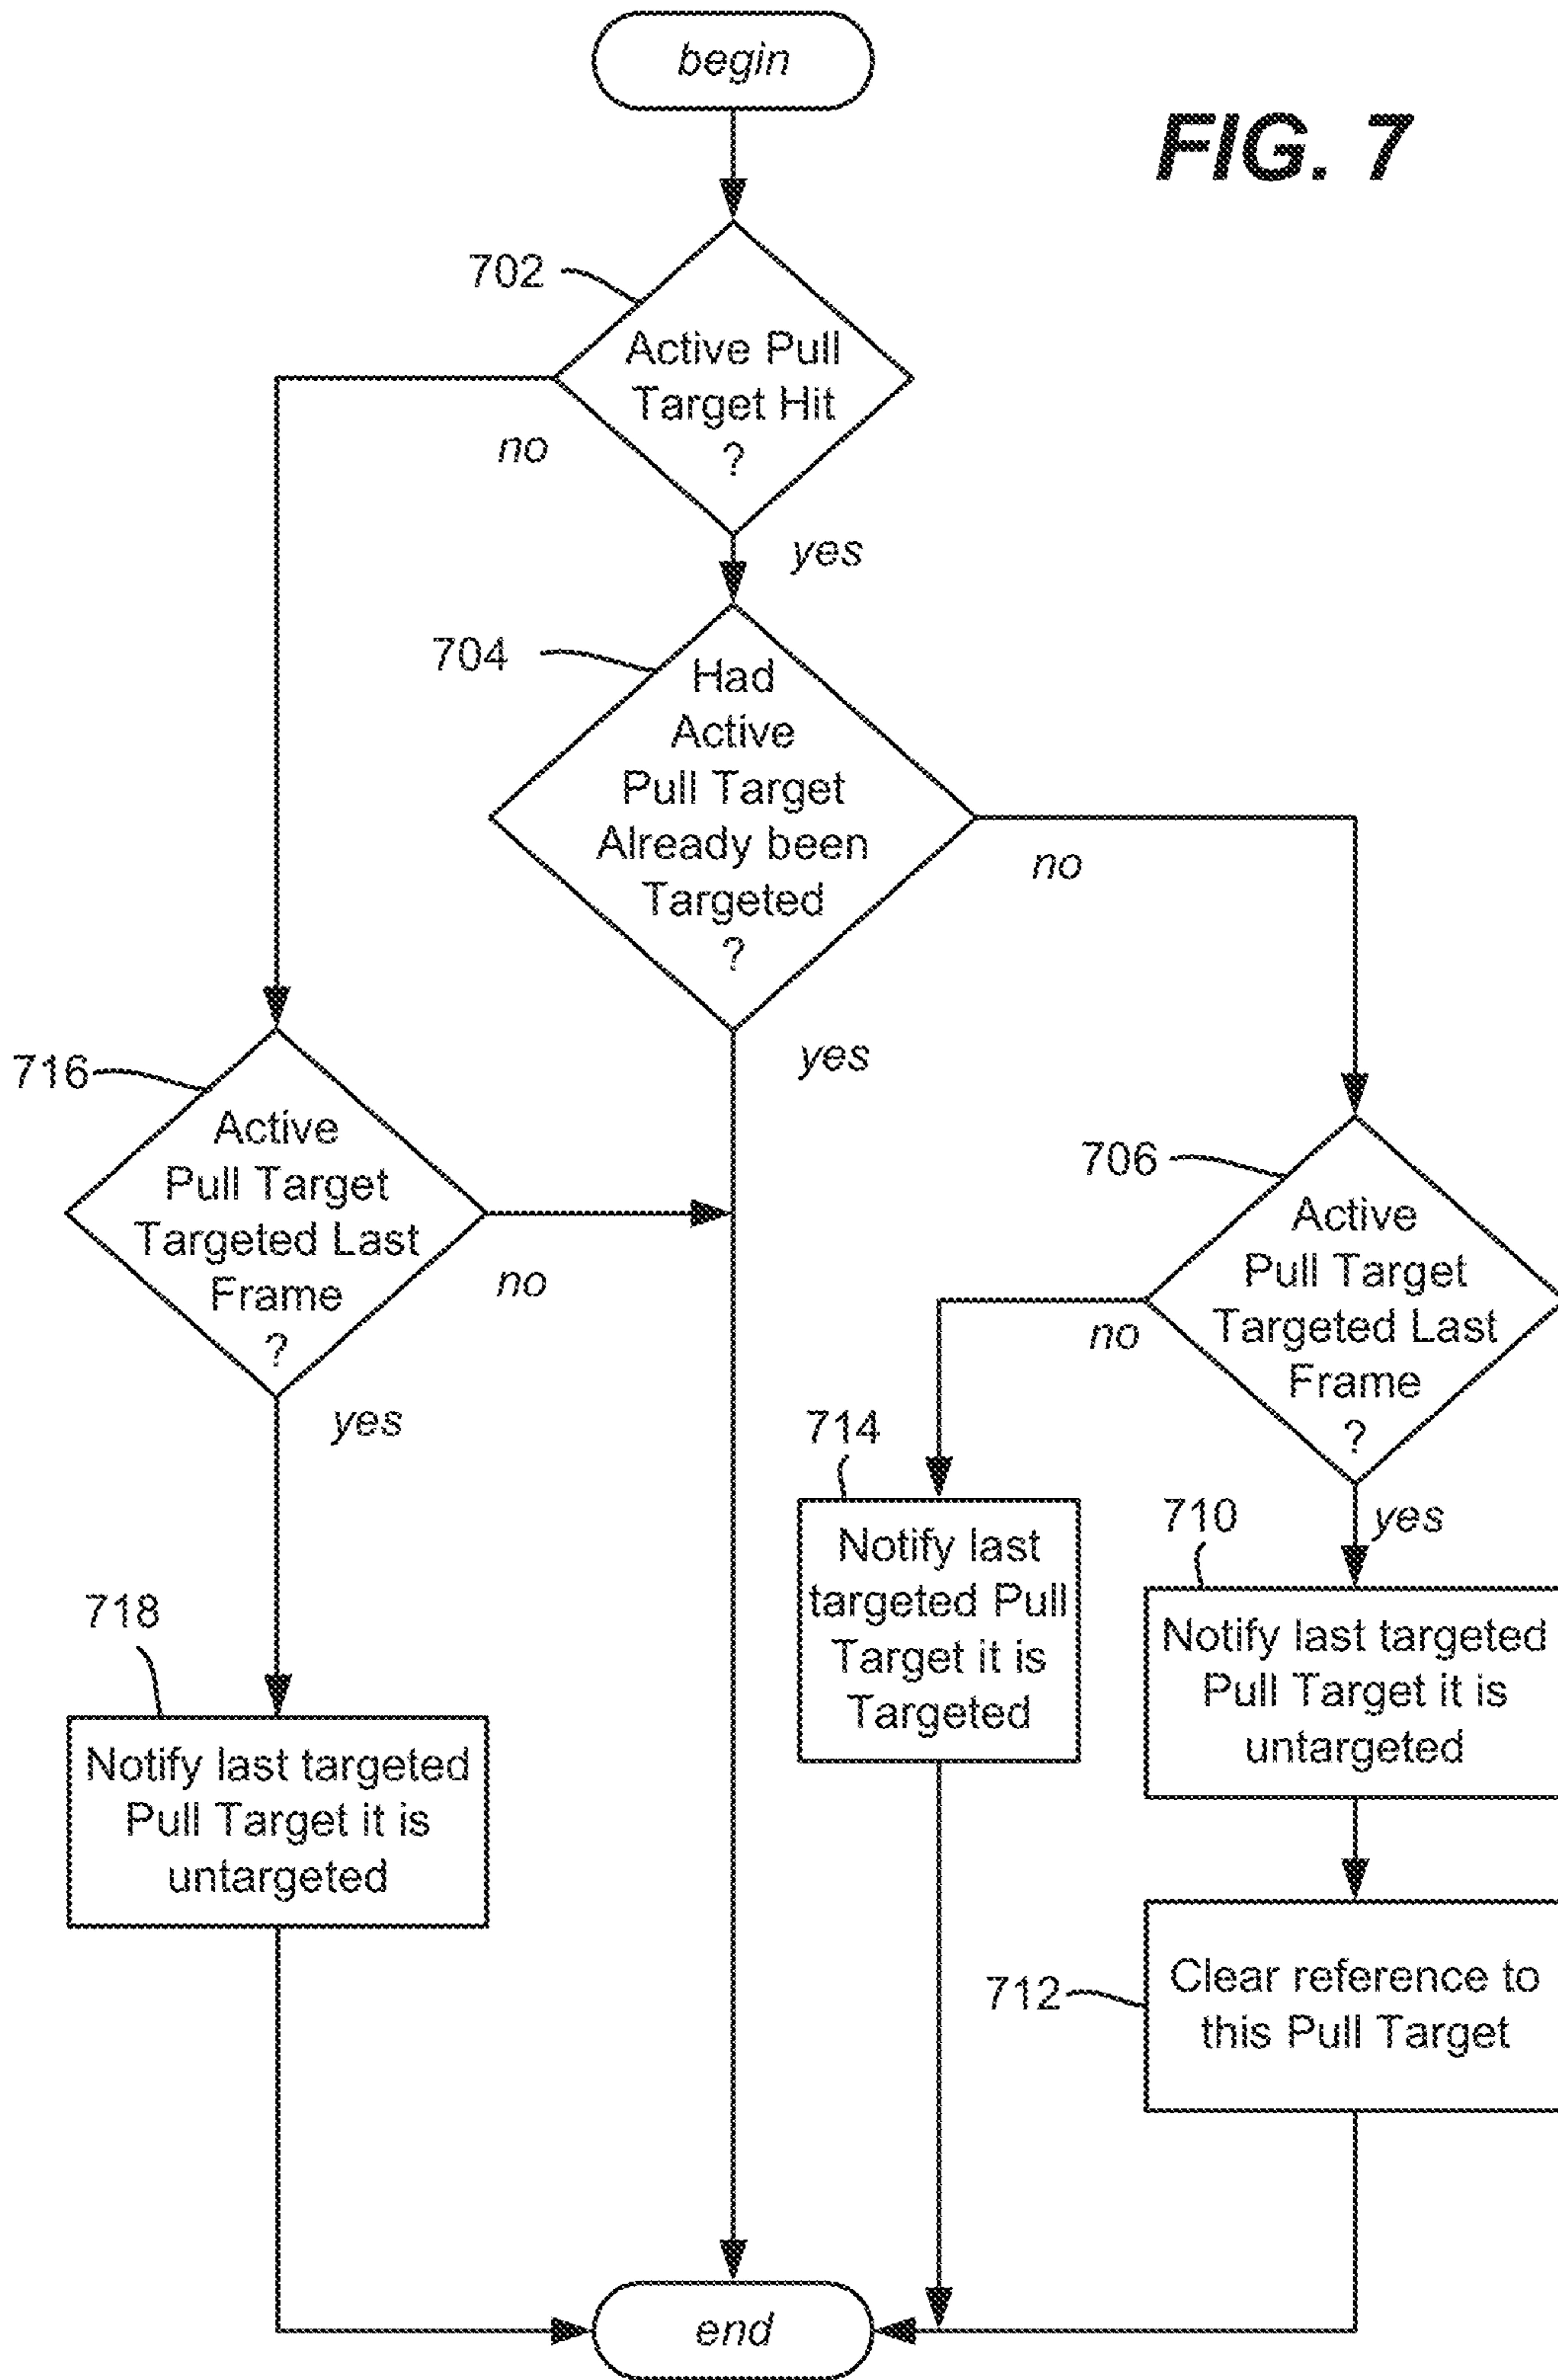 begin
FIG. 7
702
Active Pull
Target Hit
?
no
yes
704
Had
Active
Pull Target
Already been
Targeted
?
no
yes
716
Active
Pull Target
Targeted Last
Frame
?
no
yes
706
Active
Pull Target
Targeted Last
Frame
?
no
yes
714
Notify last
targeted Pull
Target it is
Targeted
710
Notify last targeted
Pull Target it is
untargeted
718
Notify last targeted
Pull Target it is
untargeted
712
Clear reference to
this Pull Target
end